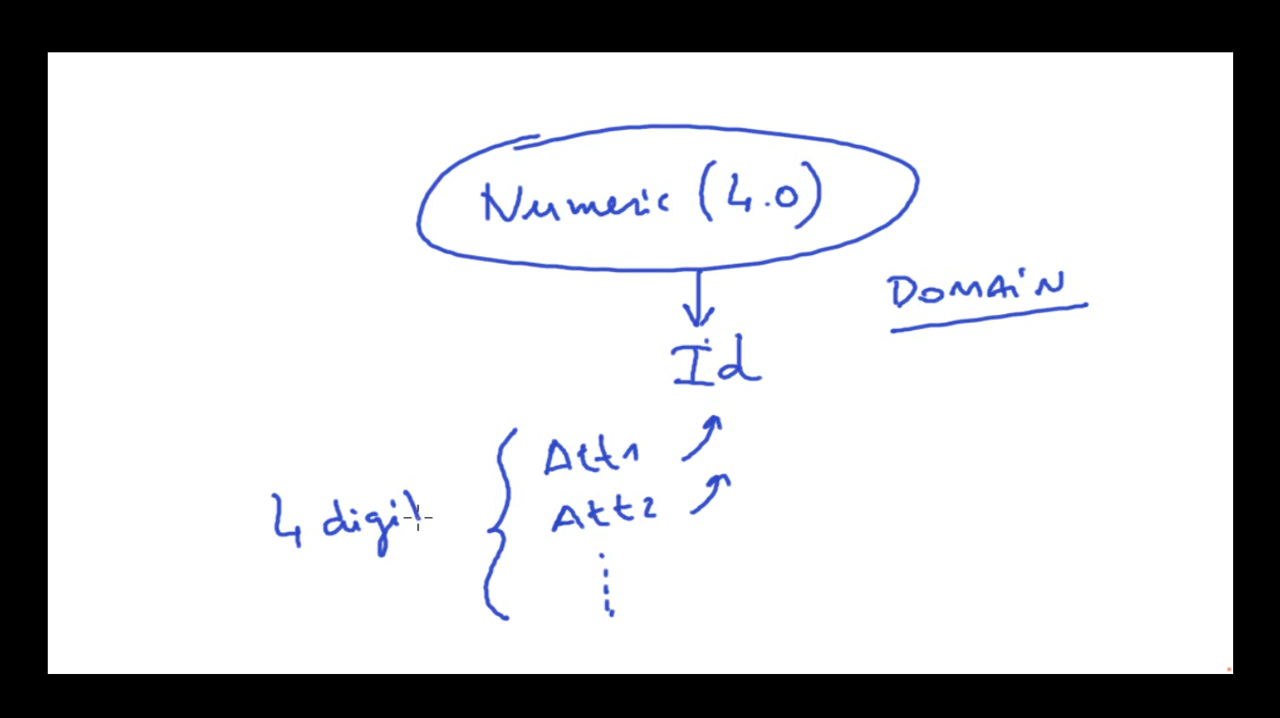 Numeric (4.0)
DOMAIN
Id
Att1
Att2
4 digit